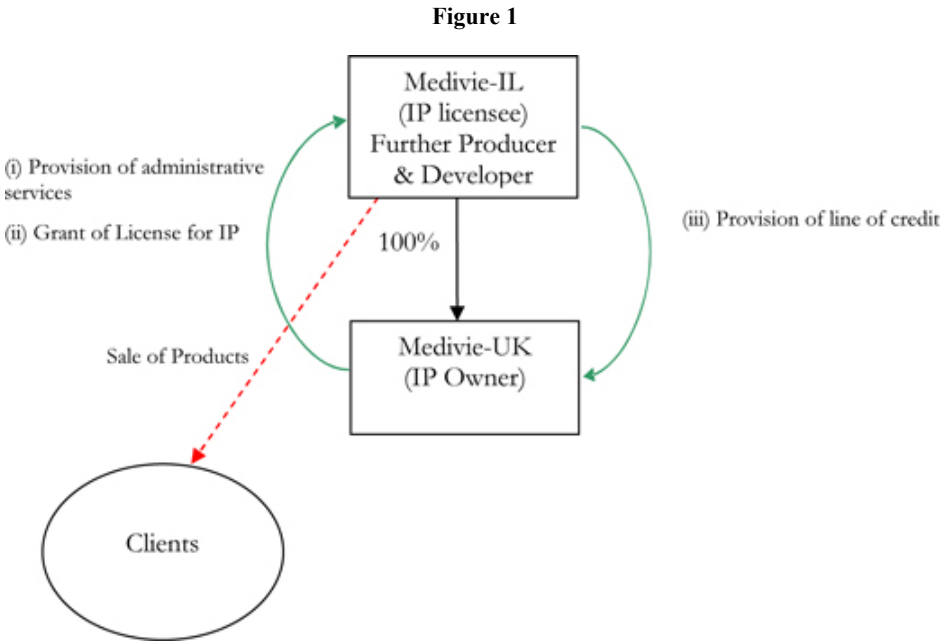 Figure 1
Medivie-IL
(IP licensee)
Further Producer
& Developer
(i) Provision of administrative
services
(ii) Grant of License for IP
(iii) Provision of line of credit
100%
Medivie-UK
(IP Owner)
Sale of Products
Clients